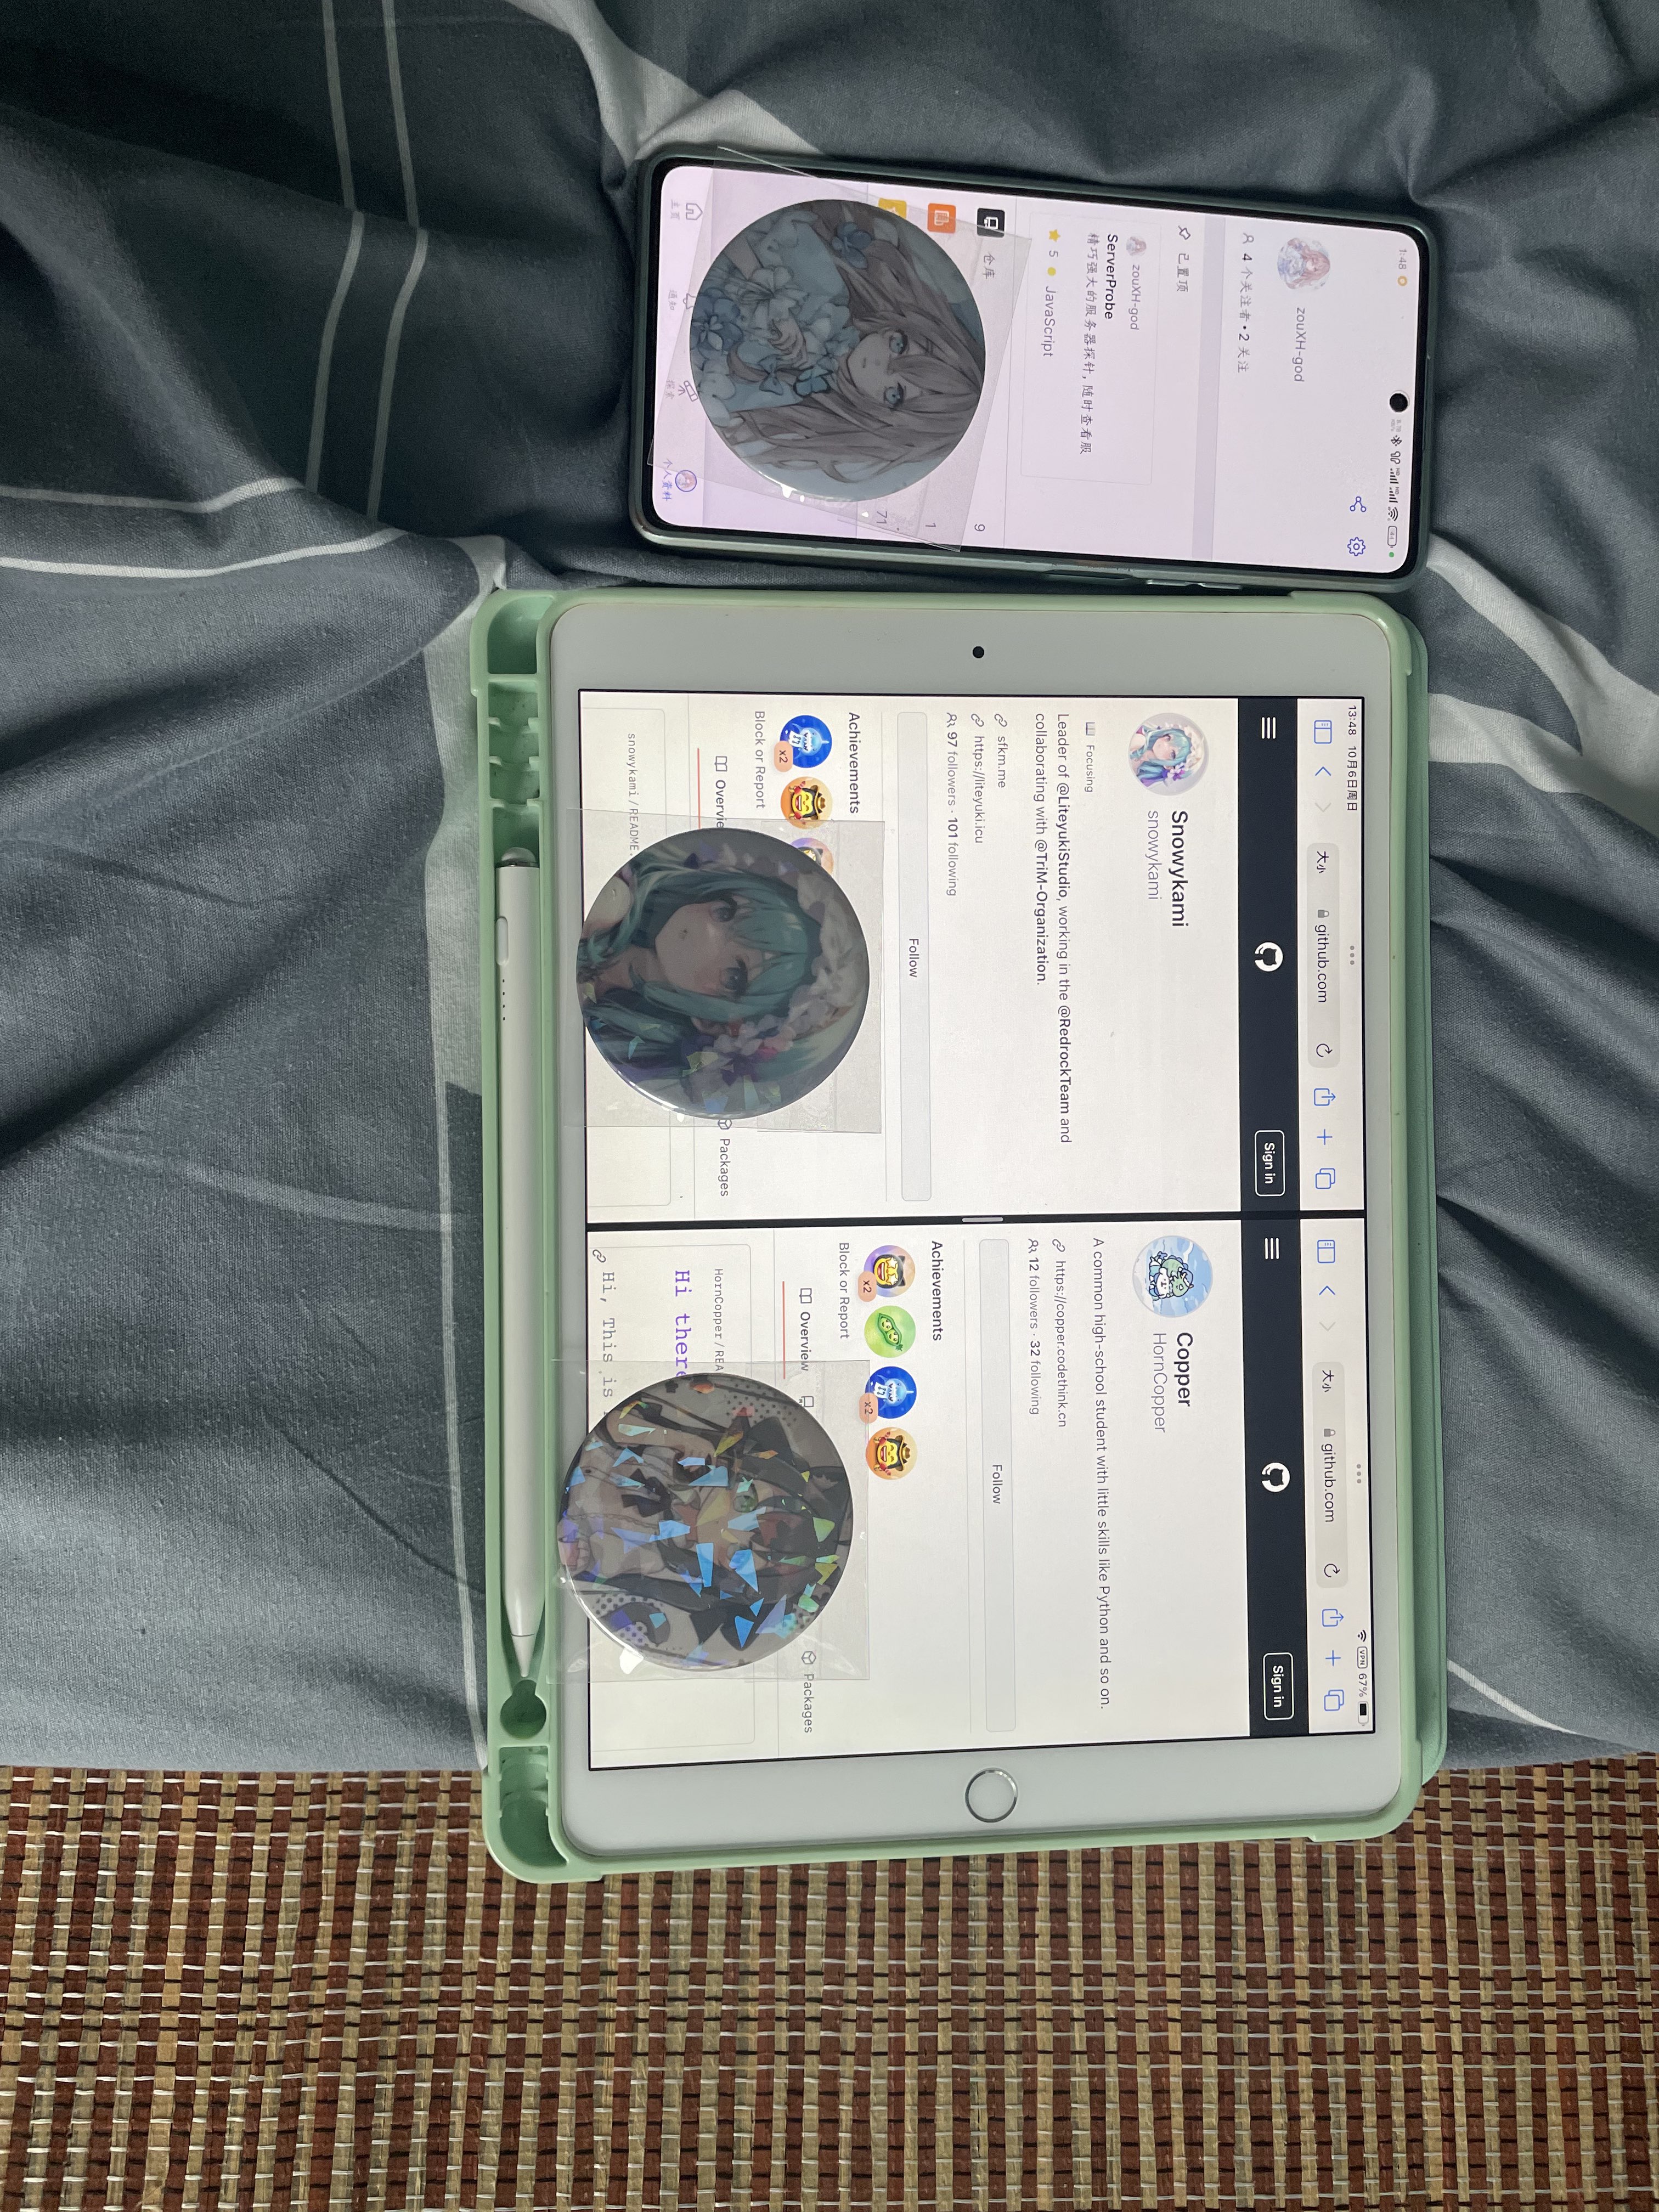 1:48
zouXH-god
4 个关注者 • 2 关注
已置顶
zouXH-god
ServerProbe
精巧强大的服务器探针, 随时查看服
5 JavaScript
仓库 9
1
71
主页 通知 探索 个人资料
13:48 10月6日周日
大小 github.com
Sign in
Snowykami
snowykami
Focusing
Leader of @LiteyukiStudio, working in the @RedrockTeam and
collaborating with @TriM-Organization.
sfkm.me
https://liteyuki.icu
97 followers · 101 following
Follow
Achievements
x2
Block or Report
Overvie Packages
snowykami / README.
VPN 67%
大小 github.com
Sign in
Copper
HornCopper
A common high-school student with little skills like Python and so on.
https://copper.codethink.cn
12 followers · 32 following
Follow
Achievements
x2 x2
Block or Report
Overview Packages
HornCopper / REA
Hi there
Hi, This is